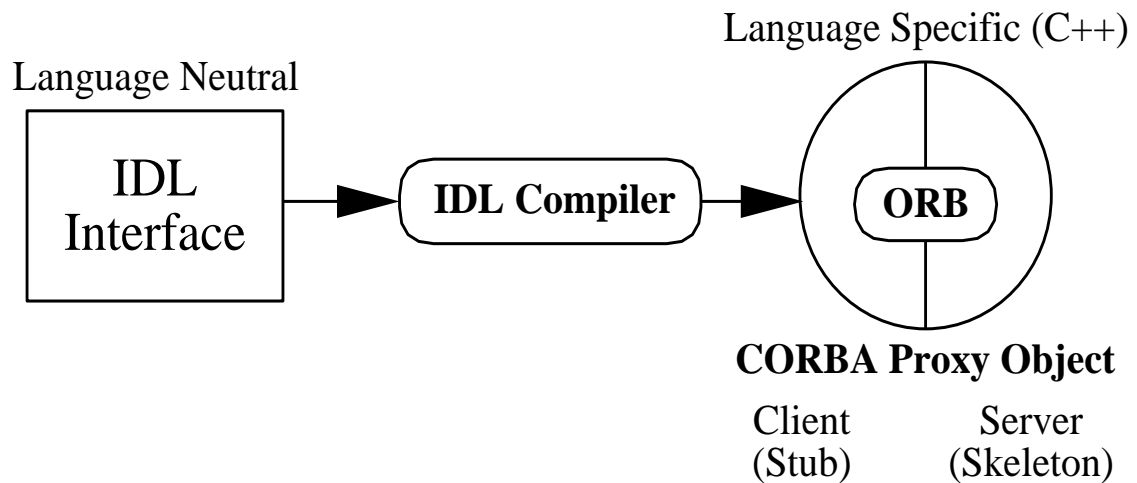 Language Specific (C++)
Language Neutral
IDL
Interface
IDL Compiler
ORB
CORBA Proxy Object
Client
(Stub)
Server
(Skeleton)